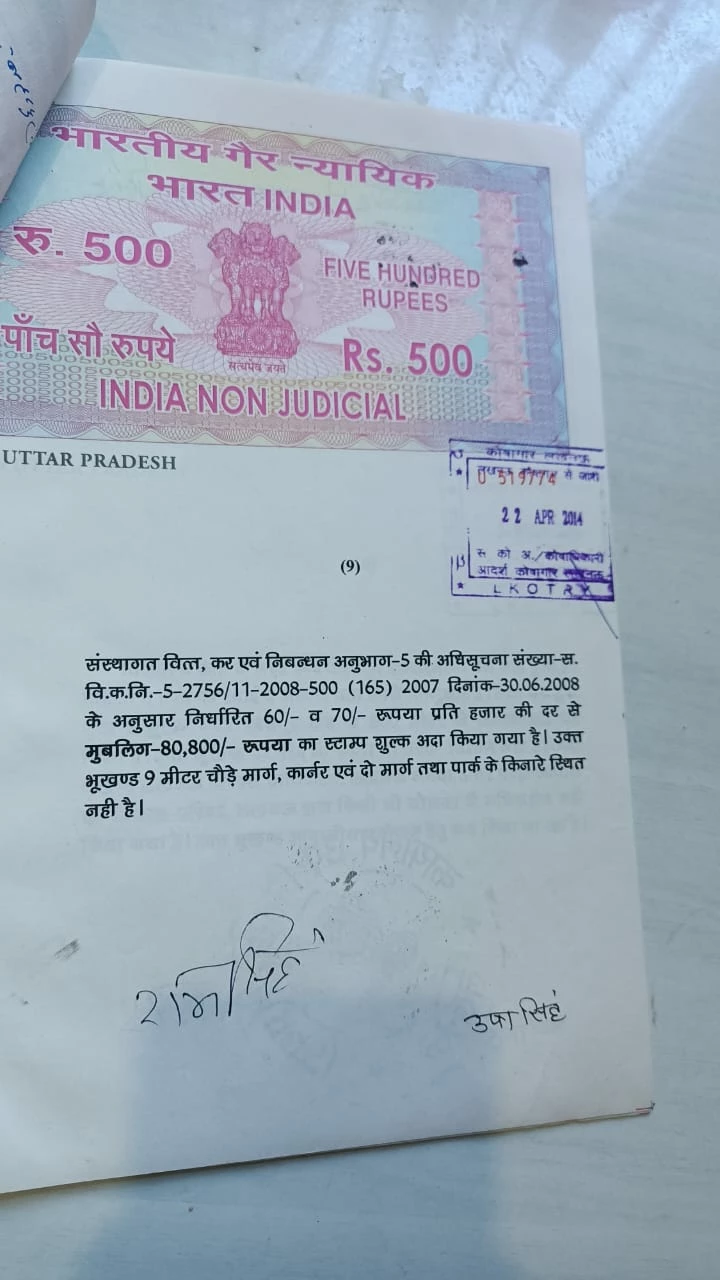 भारतीय गैर न्यायिक
भारत INDIA
रु. 500
FIVE HUNDRED
RUPEES
पाँच सौ रुपये
Rs. 500
सत्यमेव जयते
INDIA NON JUDICIAL
UTTAR PRADESH
कोषागार लखनऊ
से जारी
22 APR 2014
स को अ./कोषाधिकारी
आदर्श कोषागार लखनऊ
(9)
संस्थागत वित्त, कर एवं निबन्धन अनुभाग-5 की अधिसूचना संख्या-स.
वि.क.नि.-5-2756/11-2008-500 (165) 2007 दिनांक-30.06.2008
के अनुसार निर्धारित 60/- व 70/- रूपया प्रति हजार की दर से
मुबलिग-80,800/- रूपया का स्टाम्प शुल्क अदा किया गया है। उक्त
भूखण्ड 9 मीटर चौड़े मार्ग, कार्नर एवं दो मार्ग तथा पार्क के किनारे स्थित
नही है।
उषा सिहं